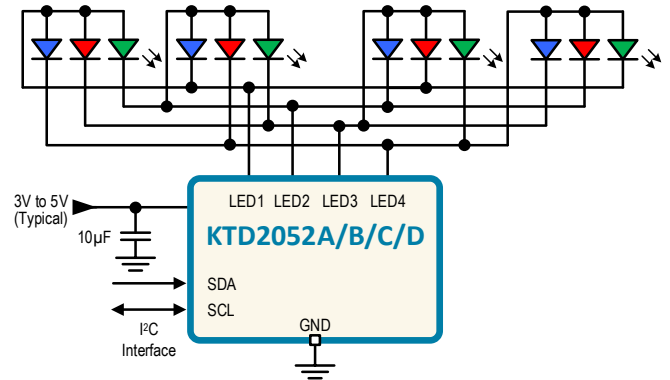 LED1 LED2 LED3 LED4
3V to 5V
(Typical)
KTD2052A/B/C/D
10µF
SDA
SCL
I²C
Interface
GND